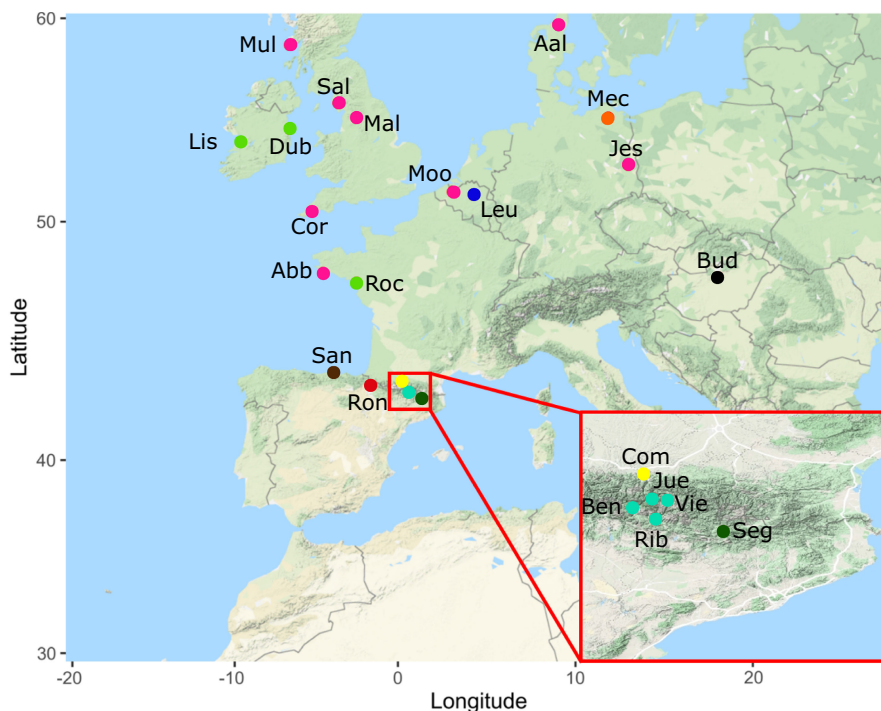 60
Mul
Aal
Sal
Mal
Mec
Lis
Dub
Jes
Moo
Leu
50
Cor
Abb
Roc
Bud
Latitude
San
Ron
40
Com
Jue
Ben
Vie
Rib
Seg
30
-20
-10
0
10
20
Longitude